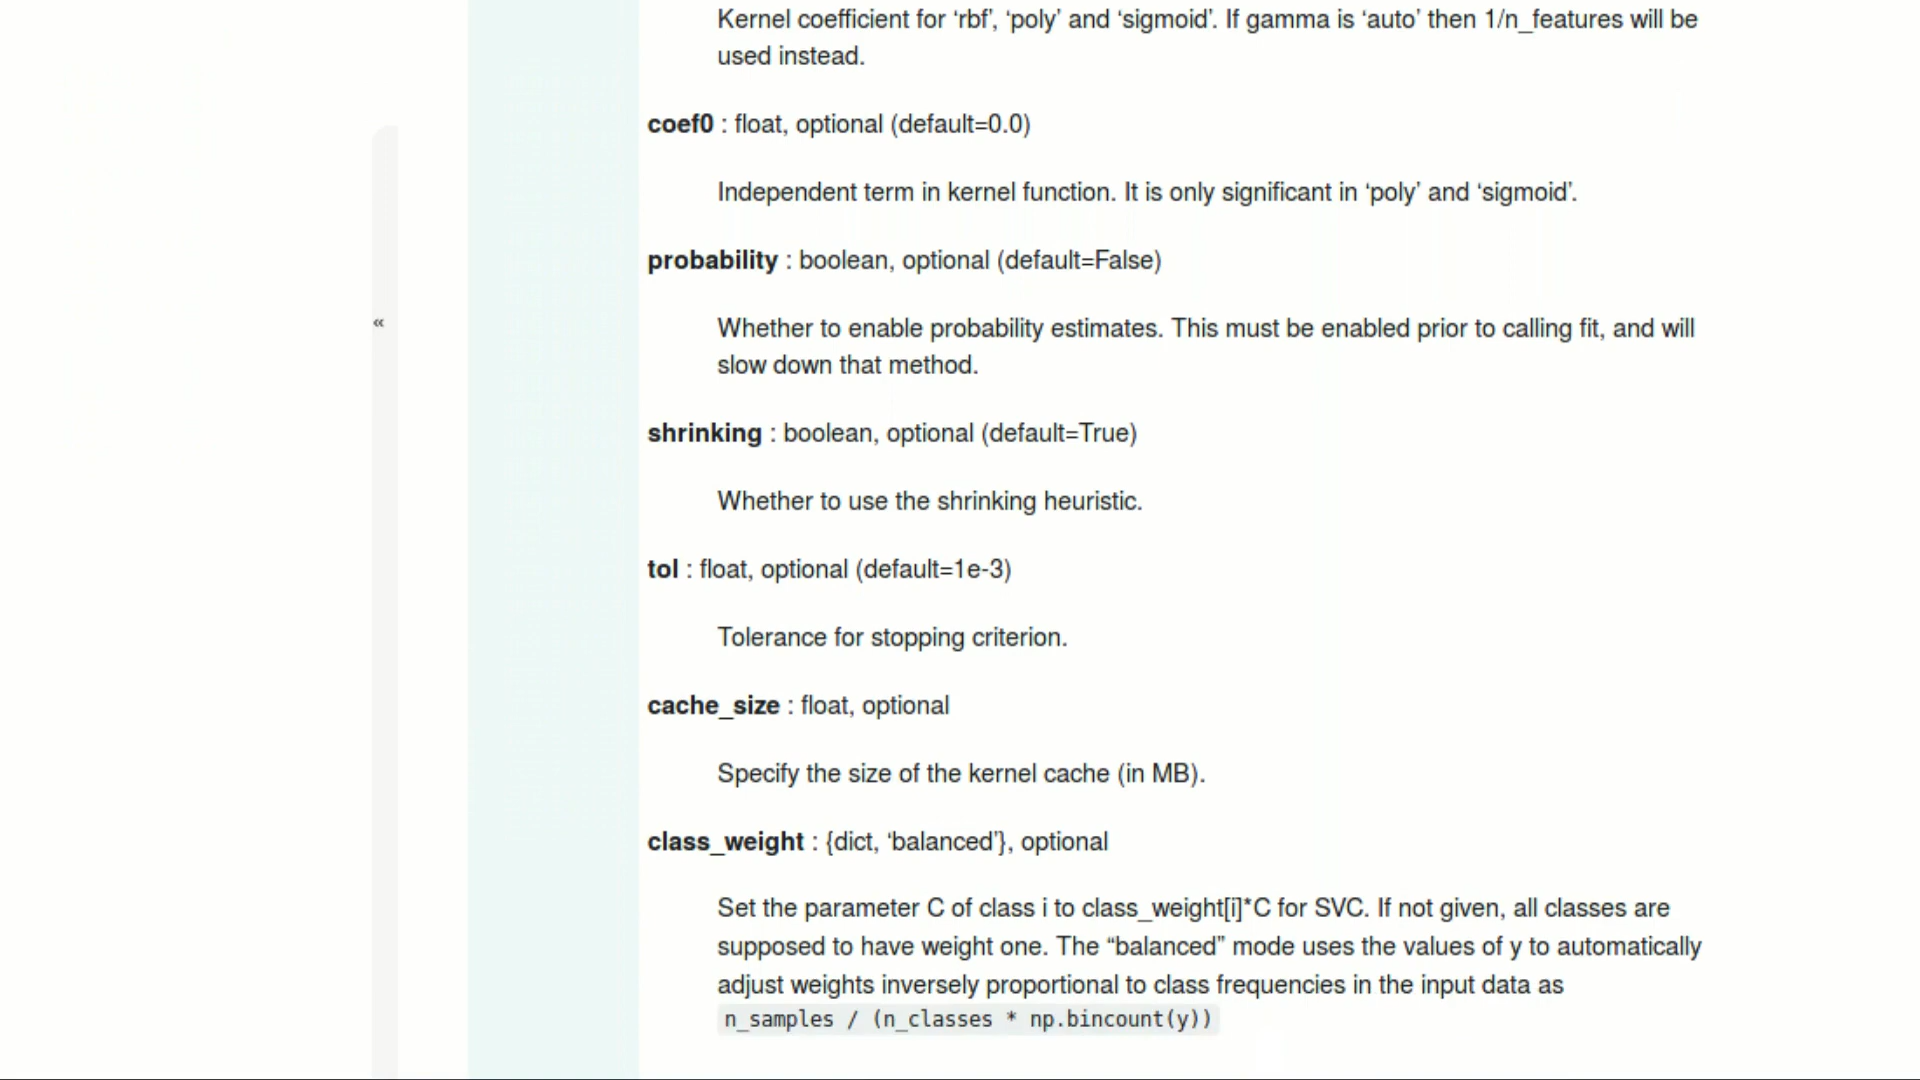 Kernel coefficient for ‘rbf’, ‘poly’ and ‘sigmoid’. If gamma is ‘auto’ then 1/n_features will be
used instead.
coef0 : float, optional (default=0.0)
Independent term in kernel function. It is only significant in ‘poly’ and ‘sigmoid’.
probability : boolean, optional (default=False)
«
Whether to enable probability estimates. This must be enabled prior to calling fit, and will
slow down that method.
shrinking : boolean, optional (default=True)
Whether to use the shrinking heuristic.
tol : float, optional (default=1e-3)
Tolerance for stopping criterion.
cache_size : float, optional
Specify the size of the kernel cache (in MB).
class_weight : {dict, ‘balanced’}, optional
Set the parameter C of class i to class_weight[i]*C for SVC. If not given, all classes are
supposed to have weight one. The “balanced” mode uses the values of y to automatically
adjust weights inversely proportional to class frequencies in the input data as
n_samples / (n_classes * np.bincount(y))